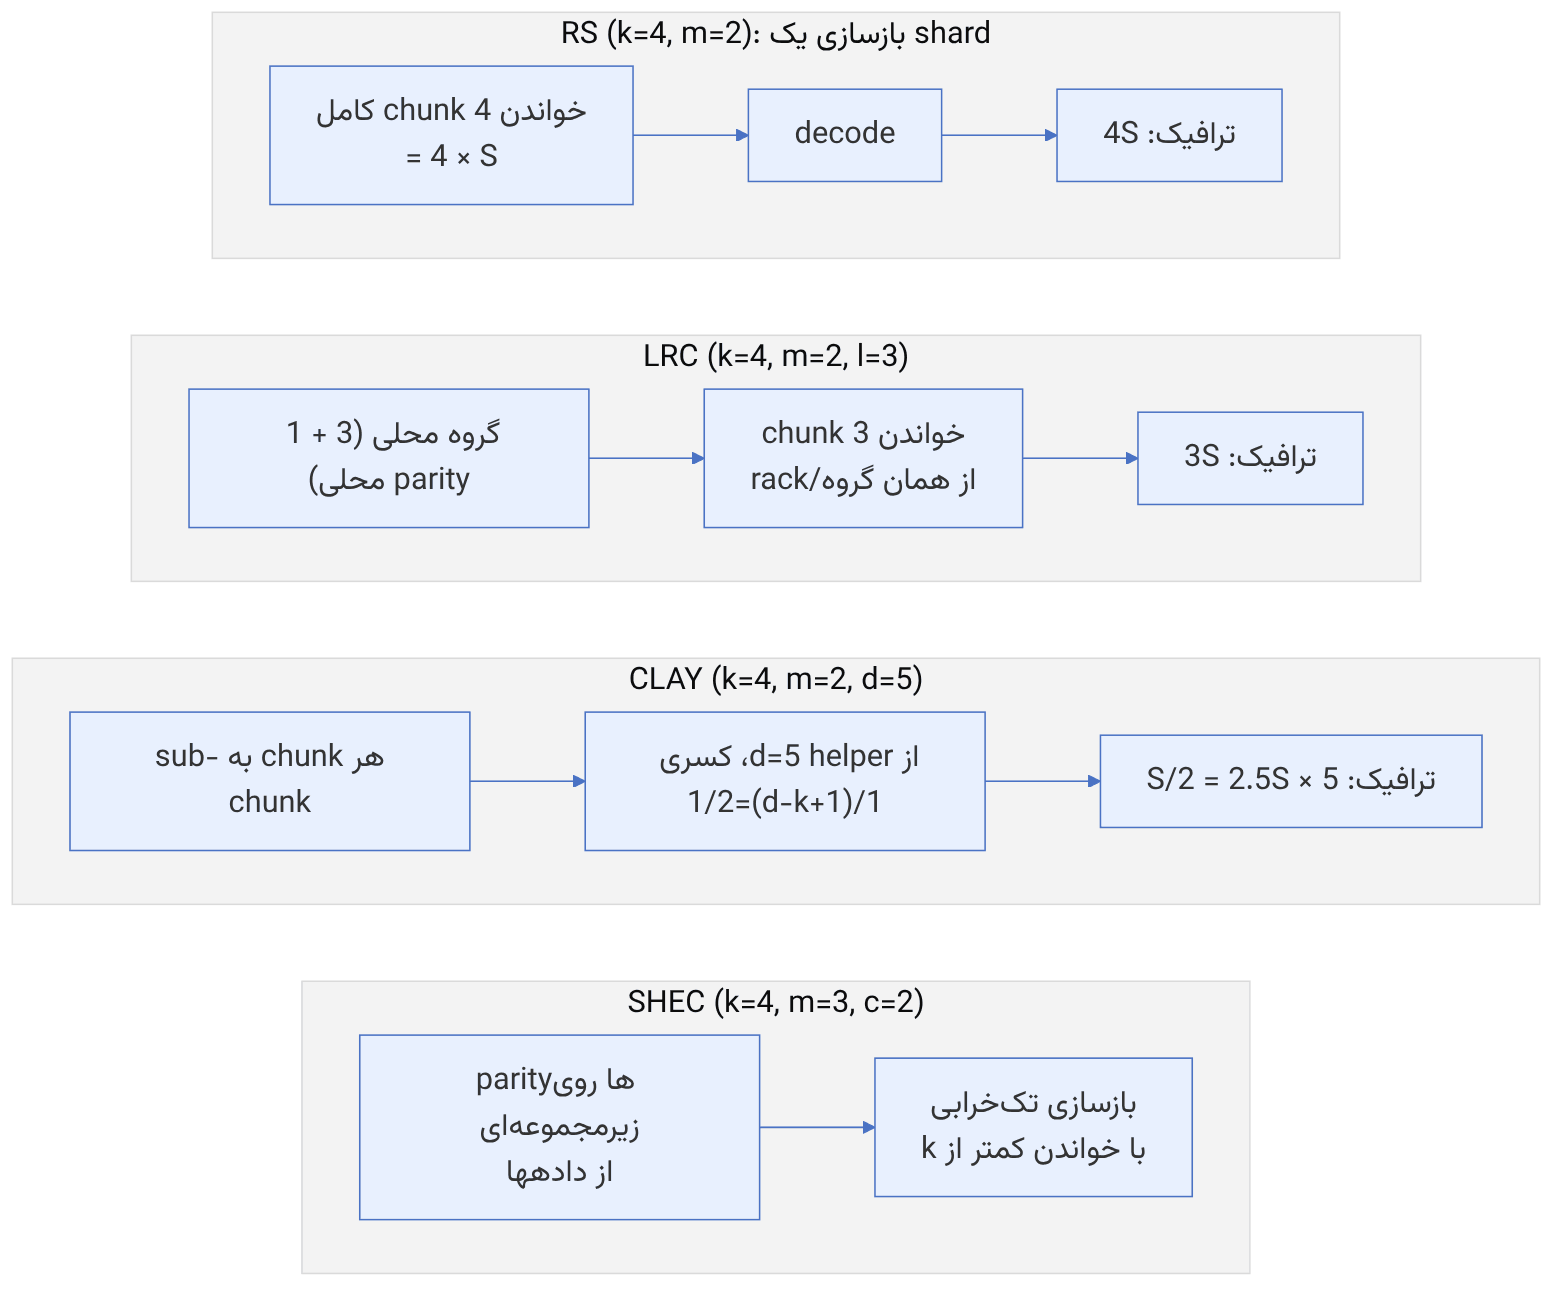 RS (k=4, m=2): بازسازی یک shard
خواندن 4 chunk کامل
= 4 × S
decode
ترافیک: 4S
LRC (k=4, m=2, l=3)
گروه محلی (3 + 1
parity محلی)
خواندن 3 chunk
از همان گروه/rack
ترافیک: 3S
CLAY (k=4, m=2, d=5)
هر chunk به sub-
chunk
از d=5 helper، کسری
1/(d-k+1)=1/2
ترافیک: 5 × S/2 = 2.5S
SHEC (k=4, m=3, c=2)
parityها روی
زیرمجموعه‌ای
از دادهها
بازسازی تک‌خرابی
با خواندن کمتر از k